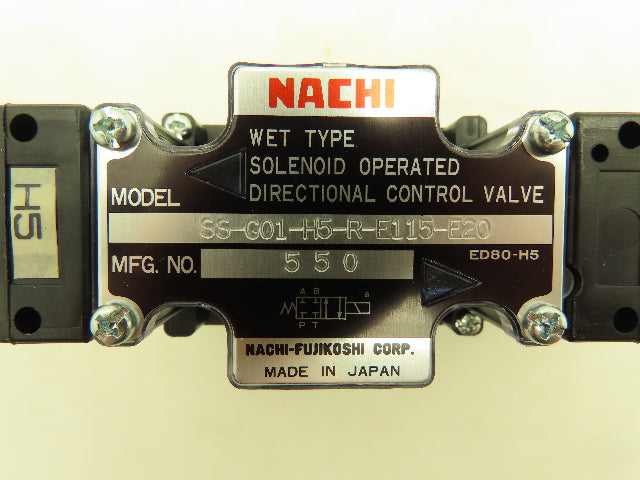 NACHI
WET TYPE
SOLENOID OPERATED
DIRECTIONAL CONTROL VALVE
MODEL
SS-G01-H5-R-E115-E20
MFG. NO. 550
ED80-H5
A B
a
P T
NACHI-FUJIKOSHI CORP.
MADE IN JAPAN
H5